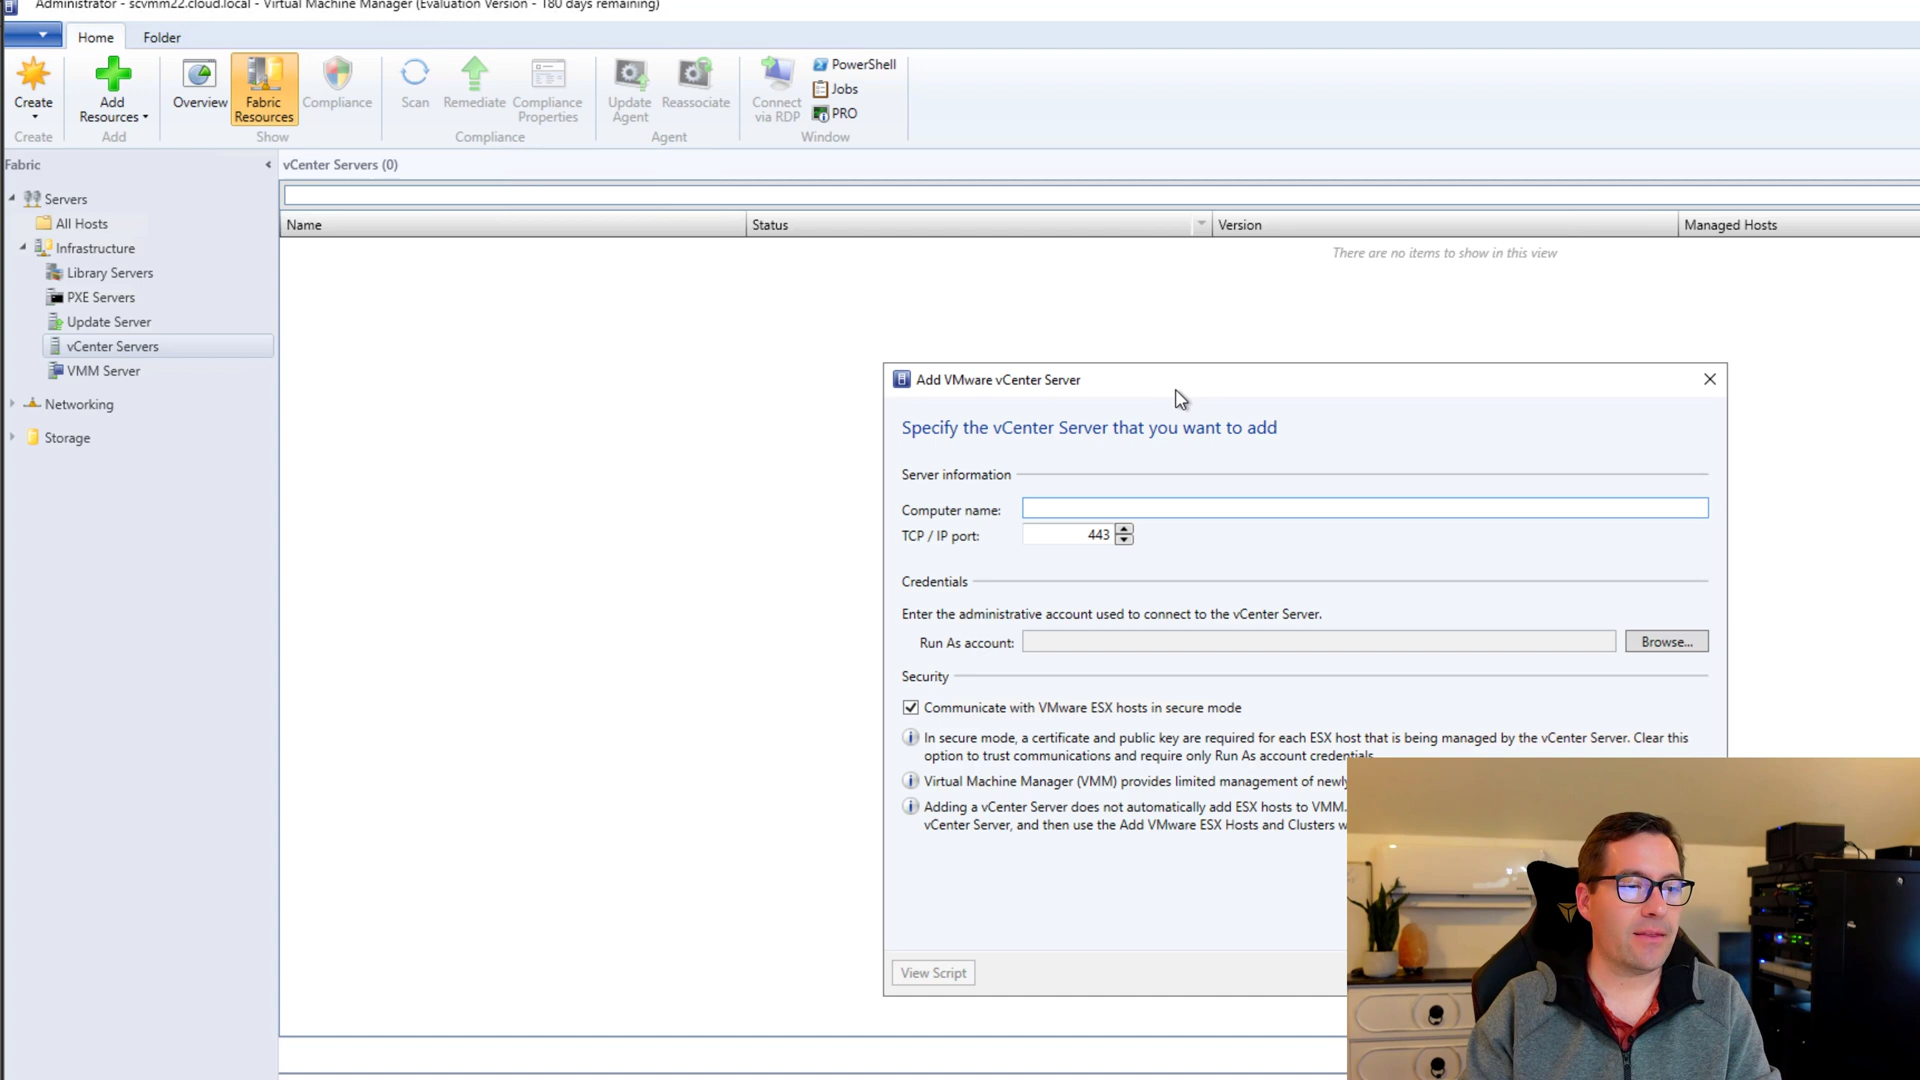 Administrator - scvmm22.cloud.local - Virtual Machine Manager (Evaluation Version - 180 days remaining)
Home Folder
Create
Add Resources
Overview
Fabric Resources
Compliance
Scan
Remediate
Compliance Properties
Update Agent
Reassociate
Connect via RDP
PowerShell
Jobs
PRO
Create Add Show Compliance Agent Window
Fabric
Servers
All Hosts
Infrastructure
Library Servers
PXE Servers
Update Server
vCenter Servers
VMM Server
Networking
Storage
vCenter Servers (0)
Name Status Version Managed Hosts
There are no items to show in this view
Add VMware vCenter Server
Specify the vCenter Server that you want to add
Server information
Computer name:
TCP / IP port: 443
Credentials
Enter the administrative account used to connect to the vCenter Server.
Run As account: Browse...
Security
Communicate with VMware ESX hosts in secure mode
In secure mode, a certificate and public key are required for each ESX host that is being managed by the vCenter Server. Clear this
option to trust communications and require only Run As account credentials.
Virtual Machine Manager (VMM) provides limited management of newly
Adding a vCenter Server does not automatically add ESX hosts to VMM.
vCenter Server, and then use the Add VMware ESX Hosts and Clusters
View Script